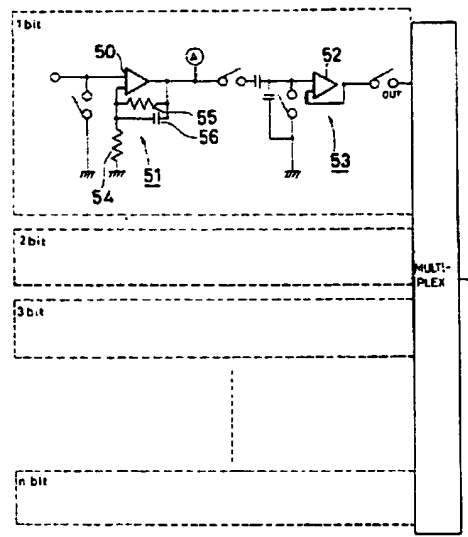 1 bit
50
A
52
OUT
55
56
54
51
53
2 bit
MULTI-
PLEX
3 bit
n bit